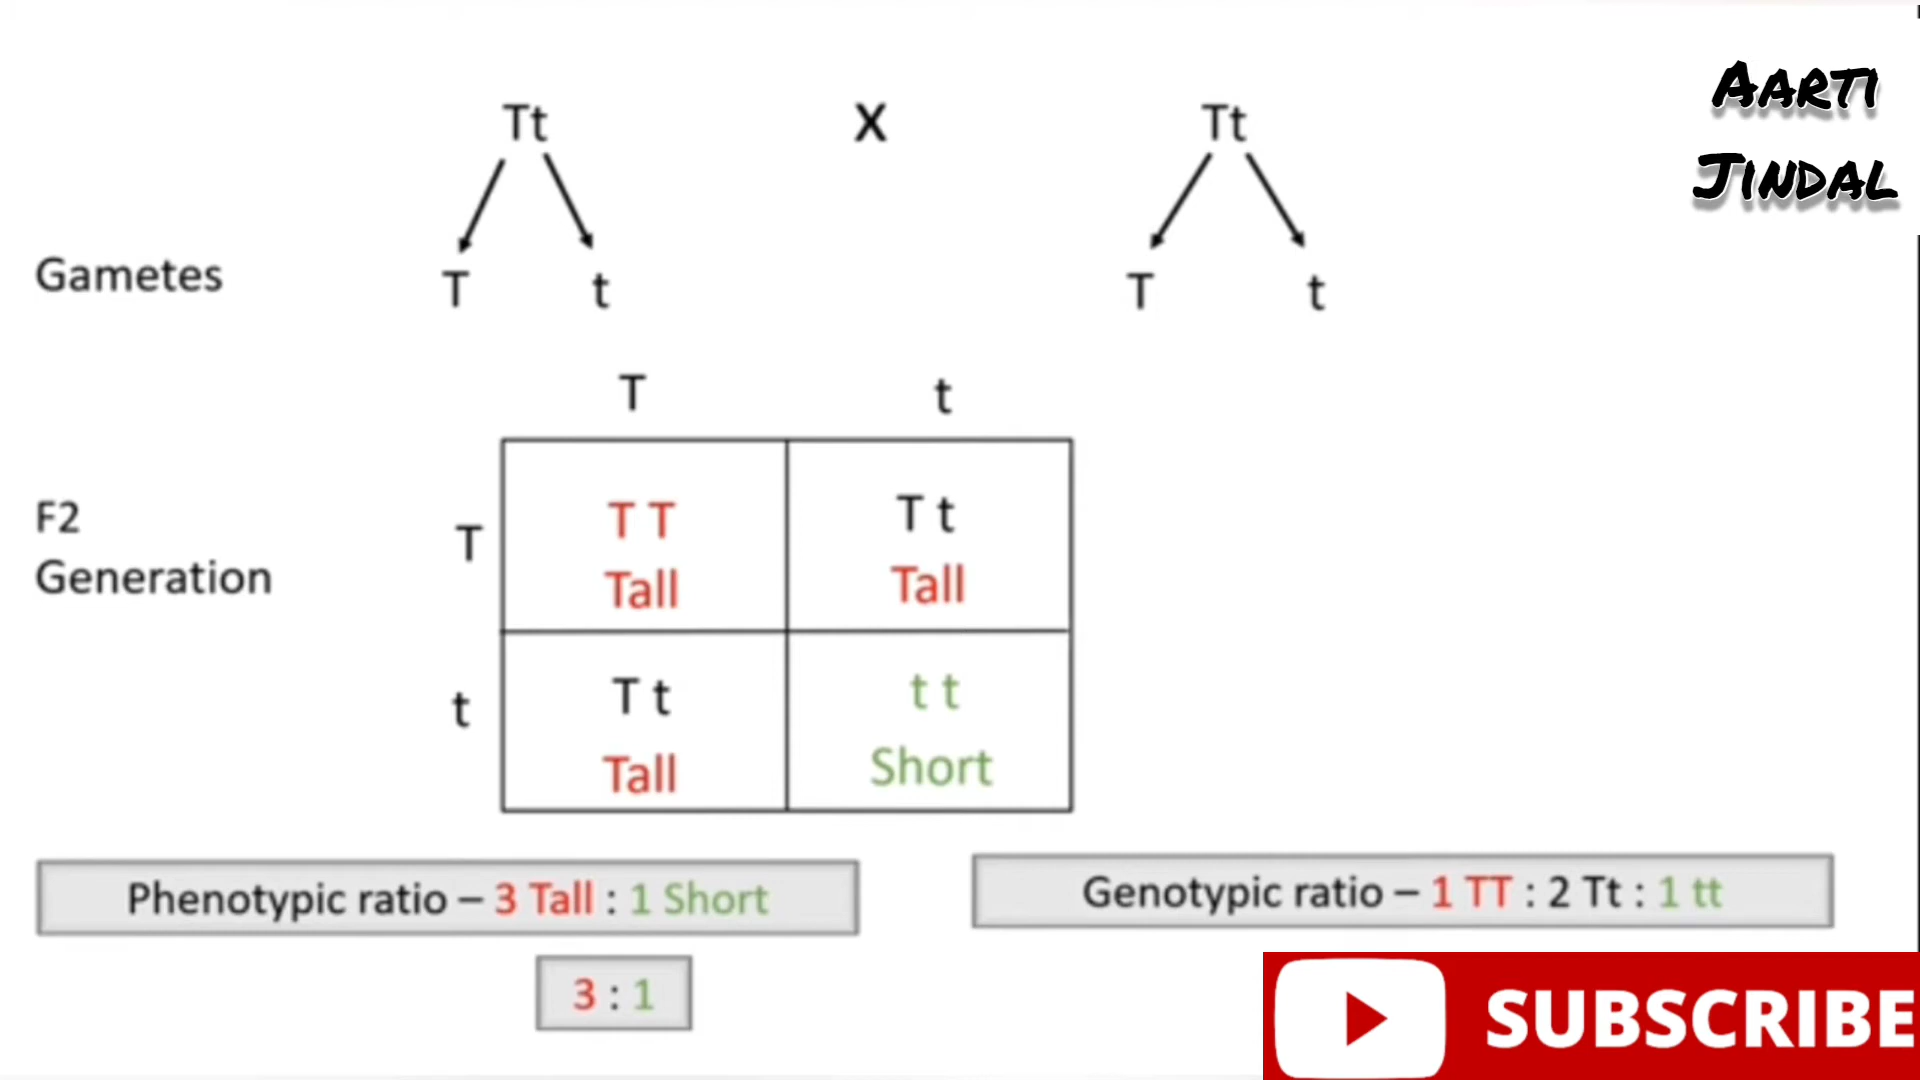 Tt X Tt
AARTI
JINDAL
Gametes T t T t
T t
F2
Generation
T
T T
Tall
T t
Tall
t
T t
Tall
t t
Short
Phenotypic ratio – 3 Tall : 1 Short
Genotypic ratio – 1 TT : 2 Tt : 1 tt
3 : 1
SUBSCRIBE